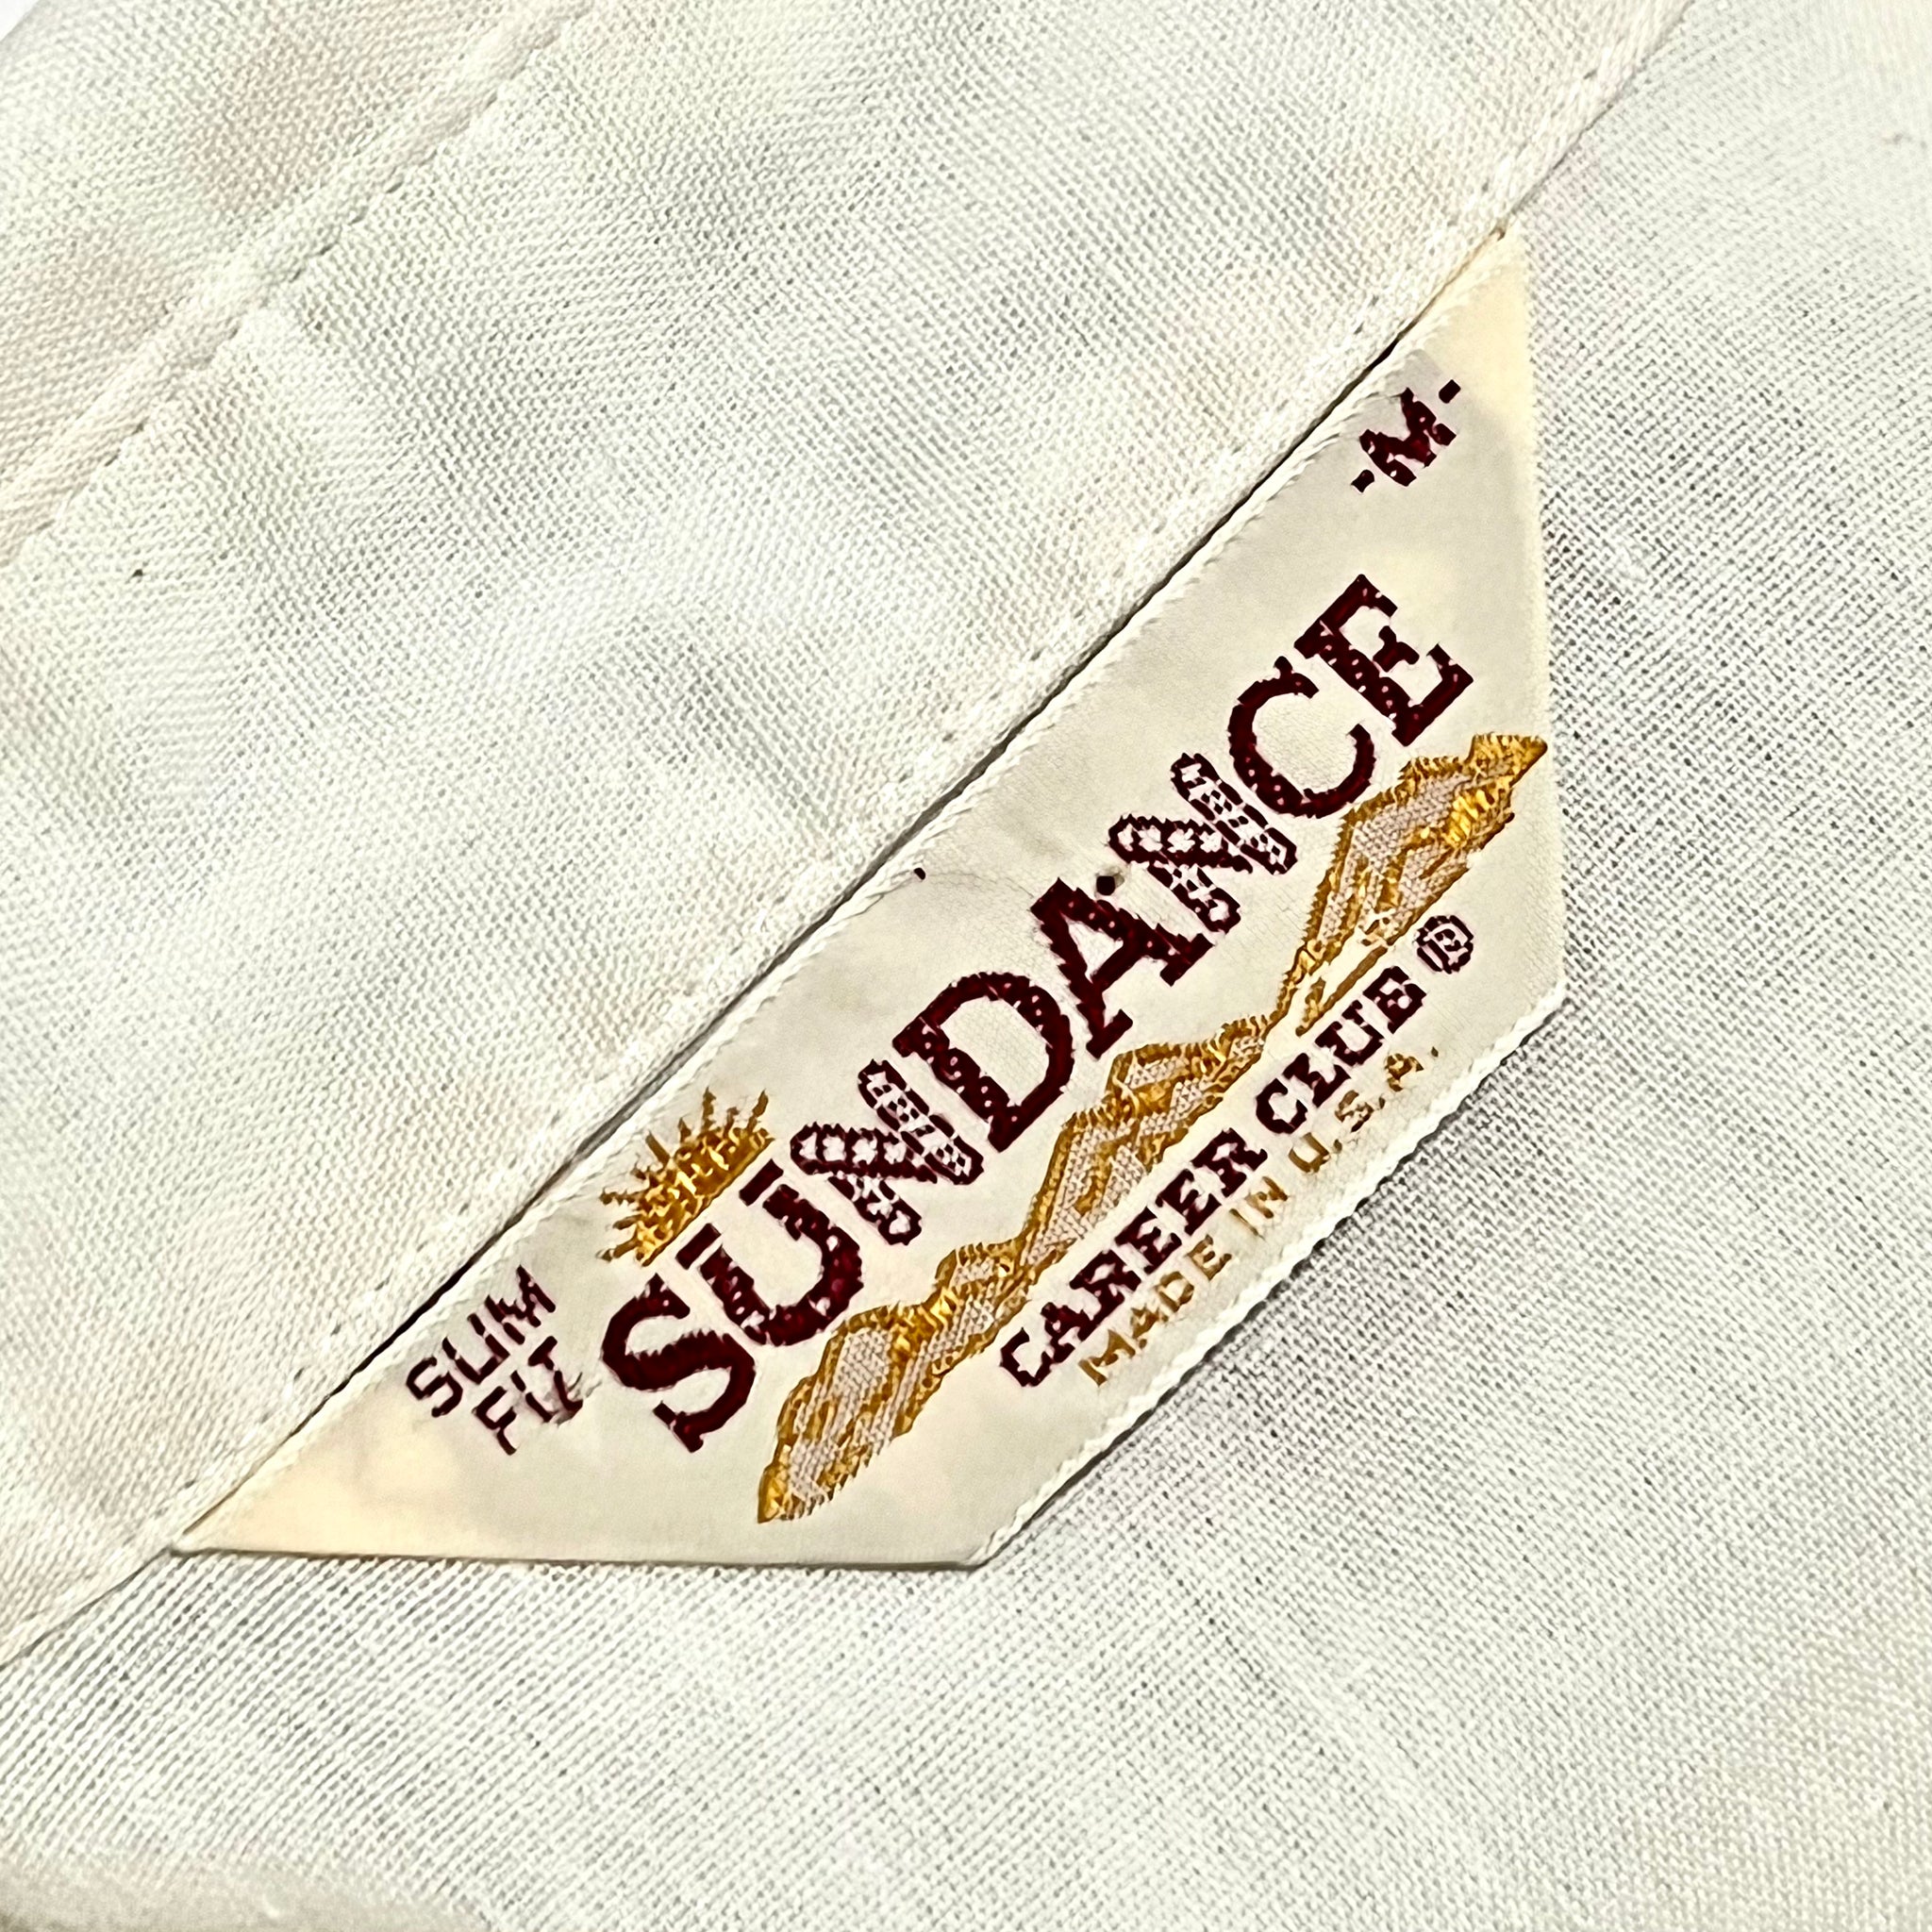 -M-
SUNDANCE
SLIM
FIT
CAREER CLUB ®
MADE IN U.S.A.